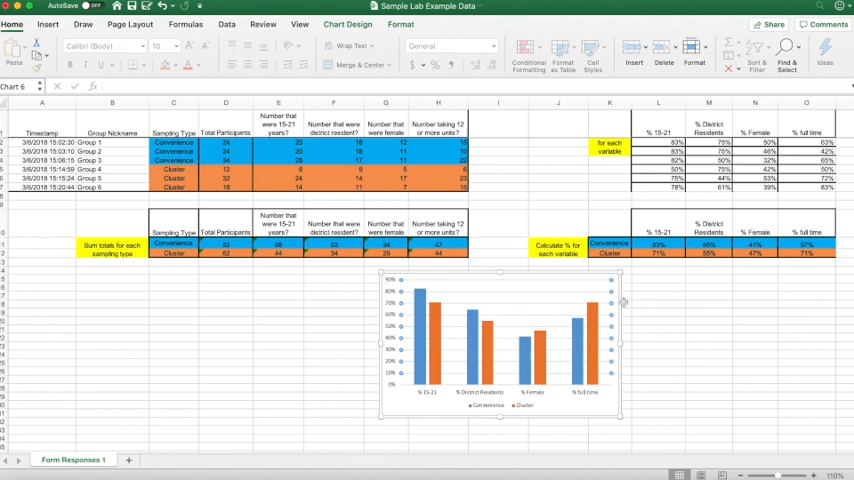 AutoSave OFF Sample Lab Example Data
Home Insert Draw Page Layout Formulas Data Review View Chart Design Format Share Comments
Paste Calibri (Body) 10 A A Wrap Text General Conditional Formatting Format as Table Cell Styles Insert Delete Format Sort & Filter Find & Select Ideas
B I U Merge & Center $ % 9
Chart 6 fx
A B C D E F G H I J K L M N O
Timestamp Group Nickname Sampling Type Total Participants Number that were 15-21 years? Number that were district resident? Number that were female Number taking 12 or more units? % 15-21 % District Residents % Female % full time
3/6/2018 15:02:30 Group 1 Convenience 24 20 18 12 15 for each 83% 75% 50% 63%
3/6/2018 15:03:10 Group 2 Convenience 24 20 18 11 10 variable 83% 75% 46% 42%
3/6/2018 15:08:15 Group 3 Convenience 34 28 17 11 22 82% 50% 32% 65%
3/6/2018 15:14:59 Group 4 Cluster 12 6 9 5 6 50% 75% 42% 50%
3/6/2018 15:15:24 Group 5 Cluster 32 24 14 17 23 75% 44% 53% 72%
3/6/2018 15:20:44 Group 6 Cluster 18 14 11 7 15 78% 61% 39% 83%
Sampling Type Total Participants Number that were 15-21 years? Number that were district resident? Number that were female Number taking 12 or more units? % 15-21 % District Residents % Female % full time
Sum totals for each Convenience 82 68 53 34 47 Calculate % for Convenience 83% 65% 41% 57%
sampling type Cluster 62 44 34 29 44 each variable Cluster 71% 55% 47% 71%
90%
80%
70%
60%
50%
40%
30%
20%
10%
0%
% 15-21 % District Residents % Female % full time
Convenience Cluster
Form Responses 1 +
110%